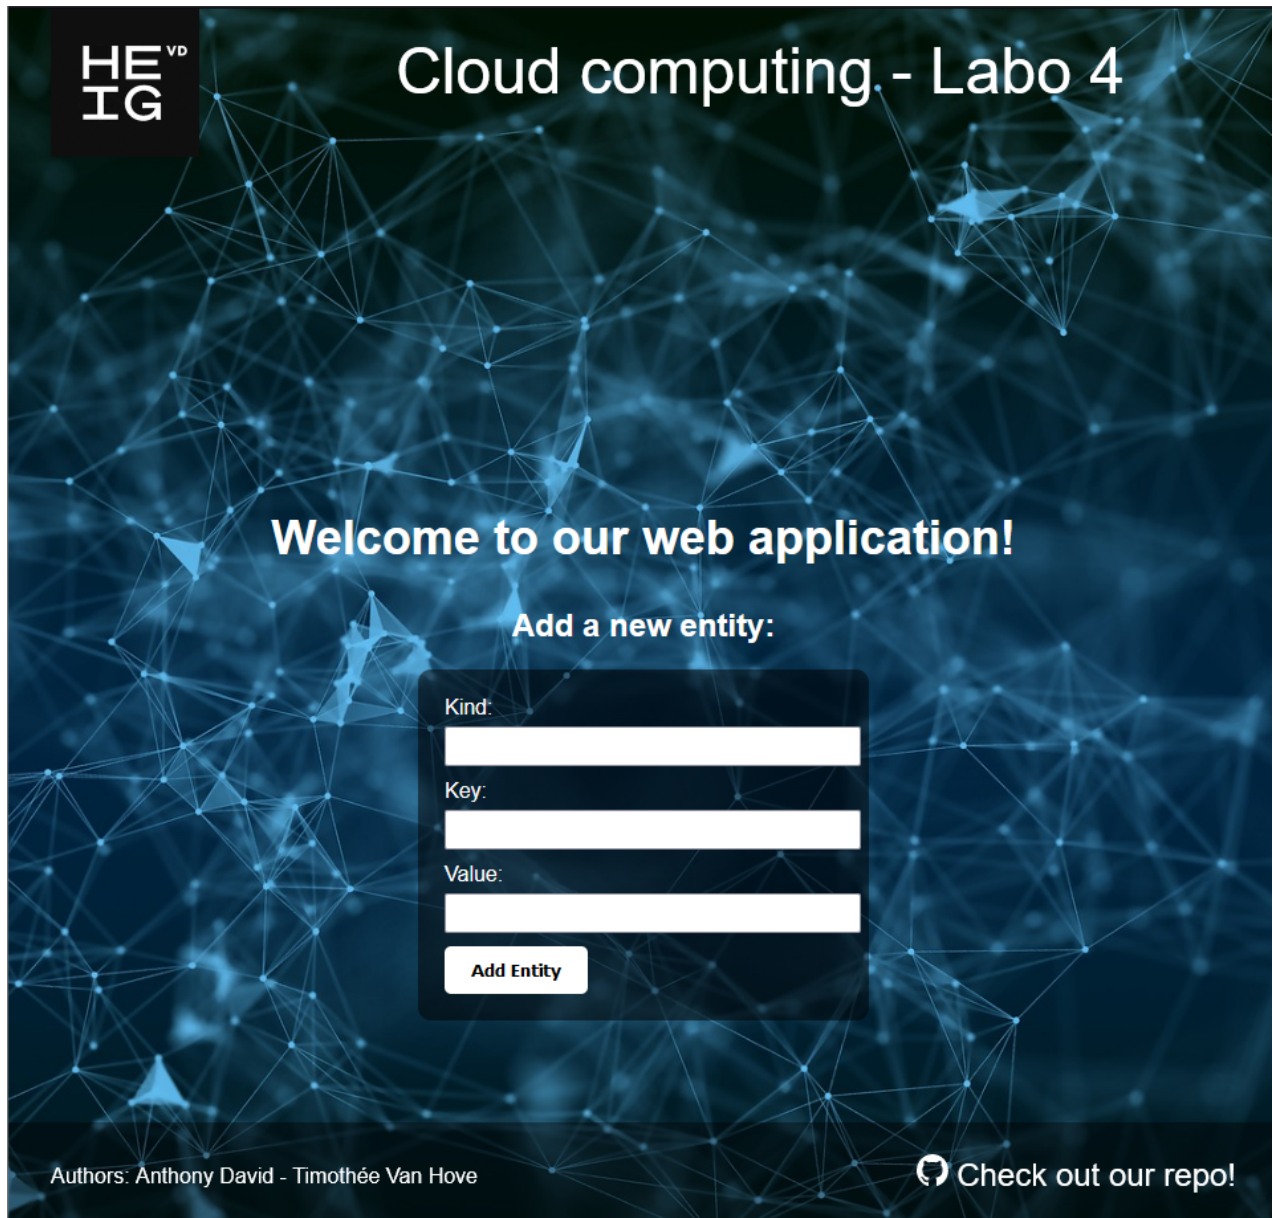 HE VD
IG
Cloud computing - Labo 4
Welcome to our web application!
Add a new entity:
Kind:
Key:
Value:
Add Entity
Authors: Anthony David - Timothée Van Hove
Check out our repo!